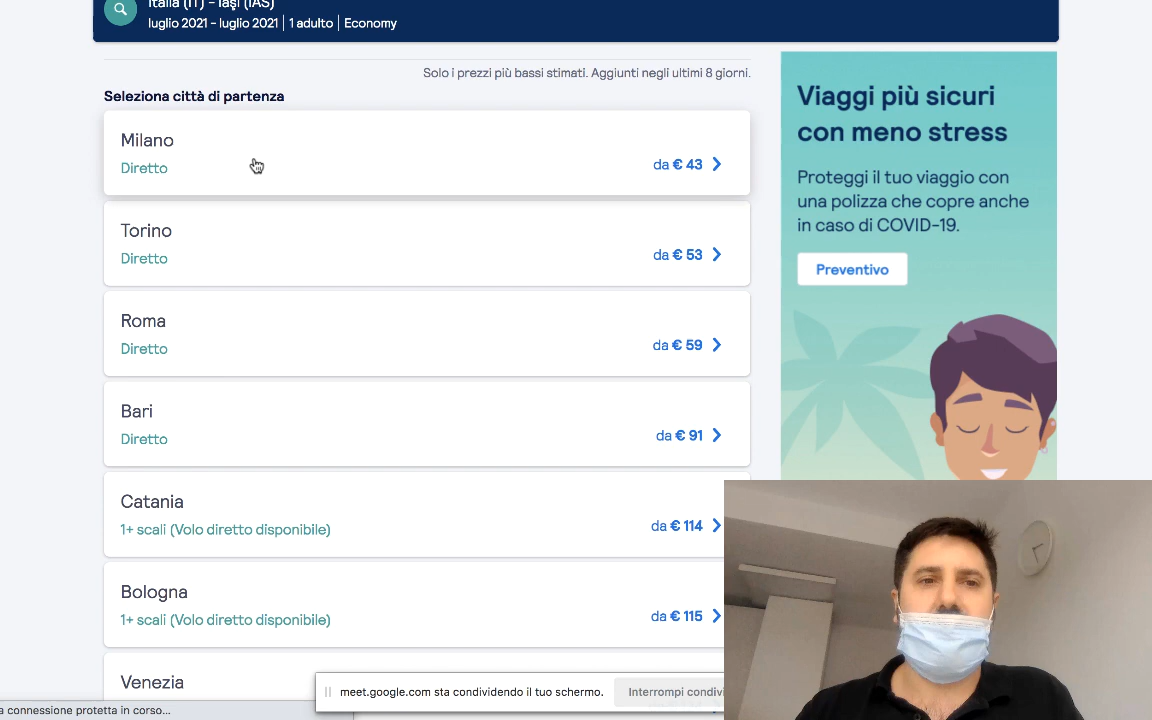 Italia (IT) - Iași (IAS)
luglio 2021 - luglio 2021 | 1 adulto | Economy
Solo i prezzi più bassi stimati. Aggiunti negli ultimi 8 giorni.
Seleziona città di partenza
Milano
Diretto
da € 43
Torino
Diretto
da € 53
Roma
Diretto
da € 59
Bari
Diretto
da € 91
Catania
1+ scali (Volo diretto disponibile)
da € 114
Bologna
1+ scali (Volo diretto disponibile)
da € 115
Venezia
Viaggi più sicuri
con meno stress
Proteggi il tuo viaggio con
una polizza che copre anche
in caso di COVID-19.
Preventivo
meet.google.com sta condividendo il tuo schermo.
Interrompi condivi
a connessione protetta in corso...